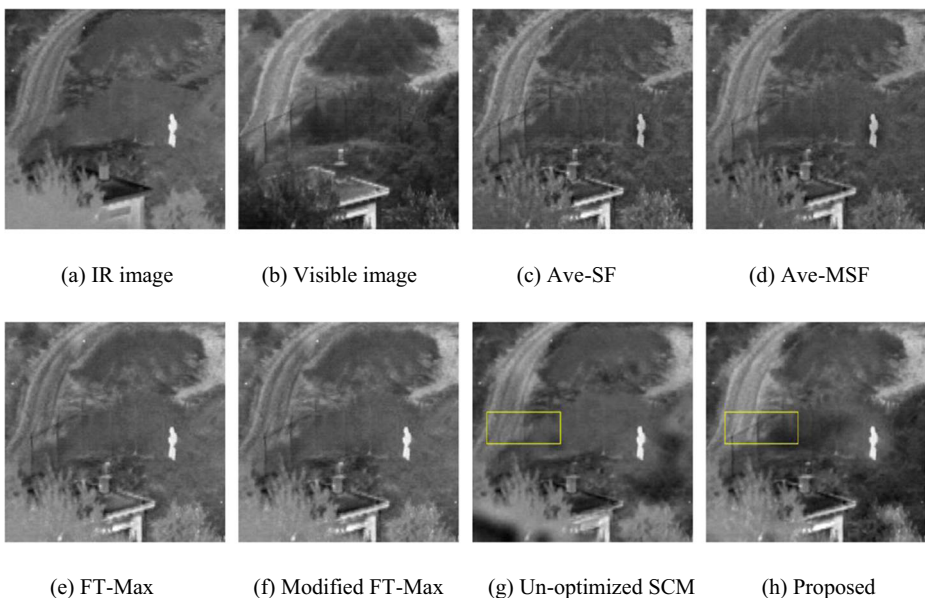 (a) IR image (b) Visible image (c) Ave-SF (d) Ave-MSF
(e) FT-Max (f) Modified FT-Max (g) Un-optimized SCM (h) Proposed